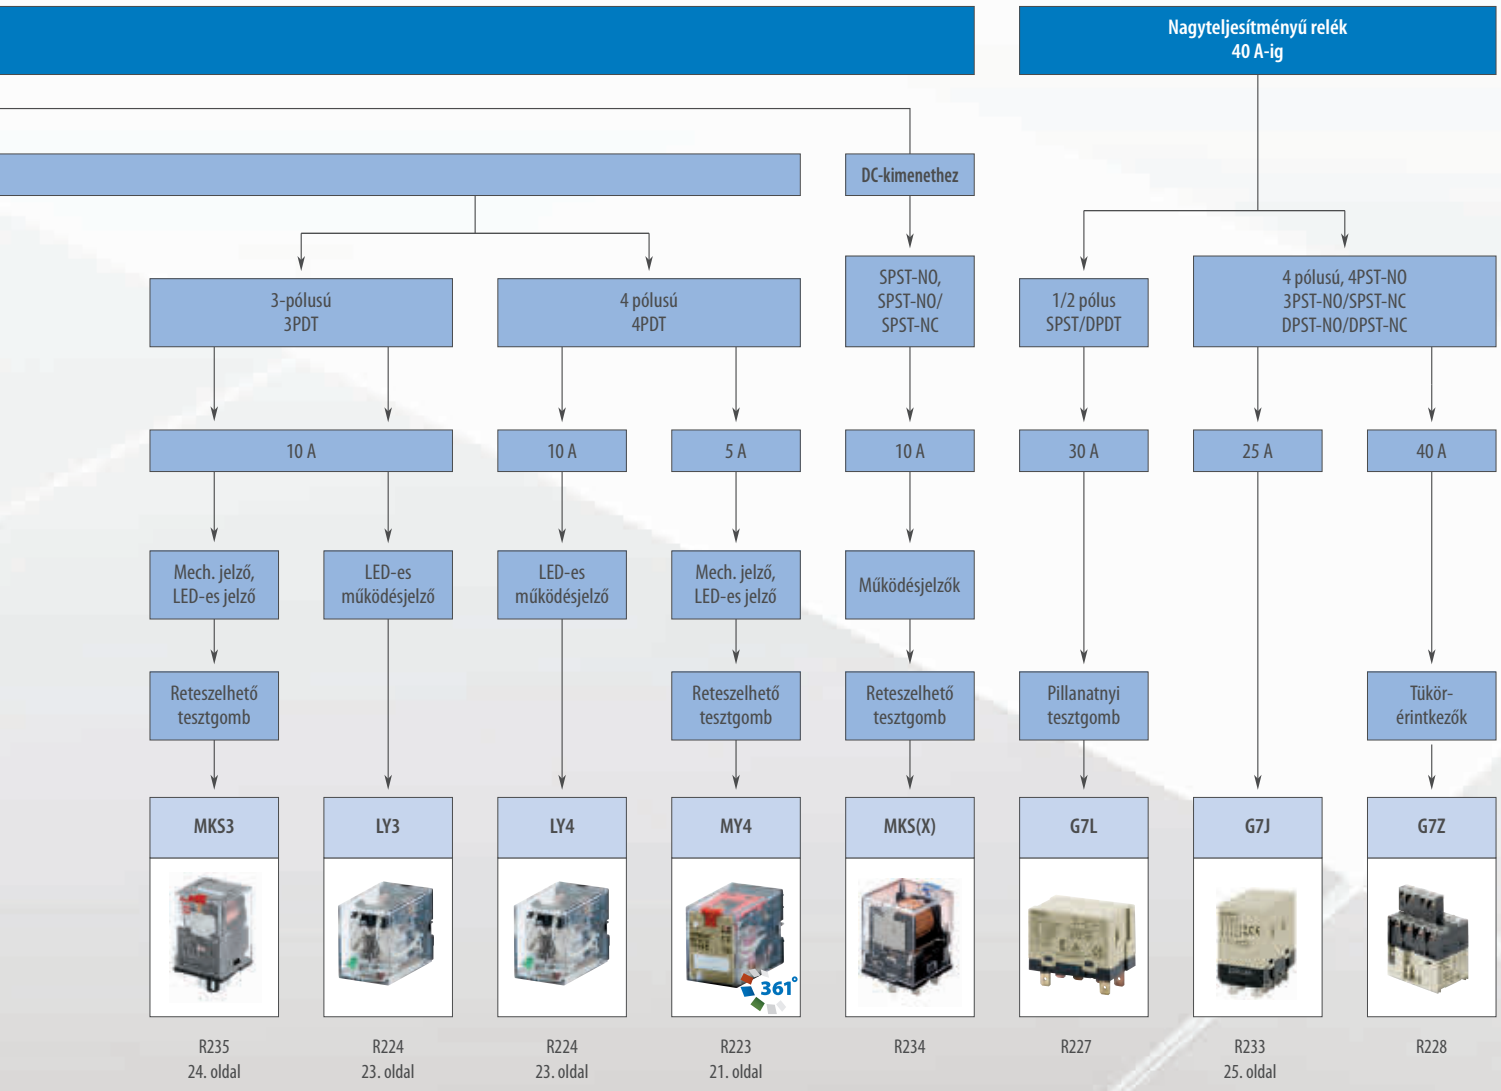 Nagyteljesítményű relék
40 A-ig
DC-kimenethez
3-pólusú
3PDT
4 pólusú
4PDT
SPST-NO,
SPST-NO/
SPST-NC
1/2 pólus
SPST/DPDT
4 pólusú, 4PST-NO
3PST-NO/SPST-NC
DPST-NO/DPST-NC
10 A
10 A
5 A
10 A
30 A
25 A
40 A
Mech. jelző,
LED-es jelző
LED-es
működésjelző
LED-es
működésjelző
Mech. jelző,
LED-es jelző
Működésjelzők
Reteszelhető
tesztgomb
Reteszelhető
tesztgomb
Reteszelhető
tesztgomb
Pillanatnyi
tesztgomb
Tükör-
érintkezők
MKS3
LY3
LY4
MY4
MKS(X)
G7L
G7J
G7Z
361°
R235
24. oldal
R224
23. oldal
R224
23. oldal
R223
21. oldal
R234
R227
R233
25. oldal
R228